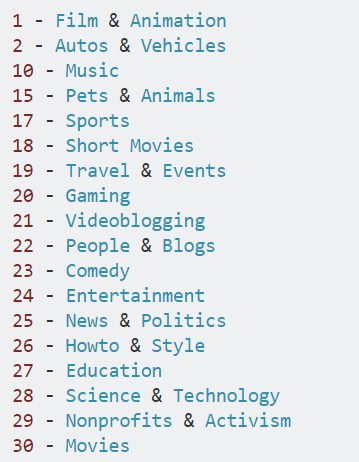 1 - Film & Animation
2 - Autos & Vehicles
10 - Music
15 - Pets & Animals
17 - Sports
18 - Short Movies
19 - Travel & Events
20 - Gaming
21 - Videoblogging
22 - People & Blogs
23 - Comedy
24 - Entertainment
25 - News & Politics
26 - Howto & Style
27 - Education
28 - Science & Technology
29 - Nonprofits & Activism
30 - Movies